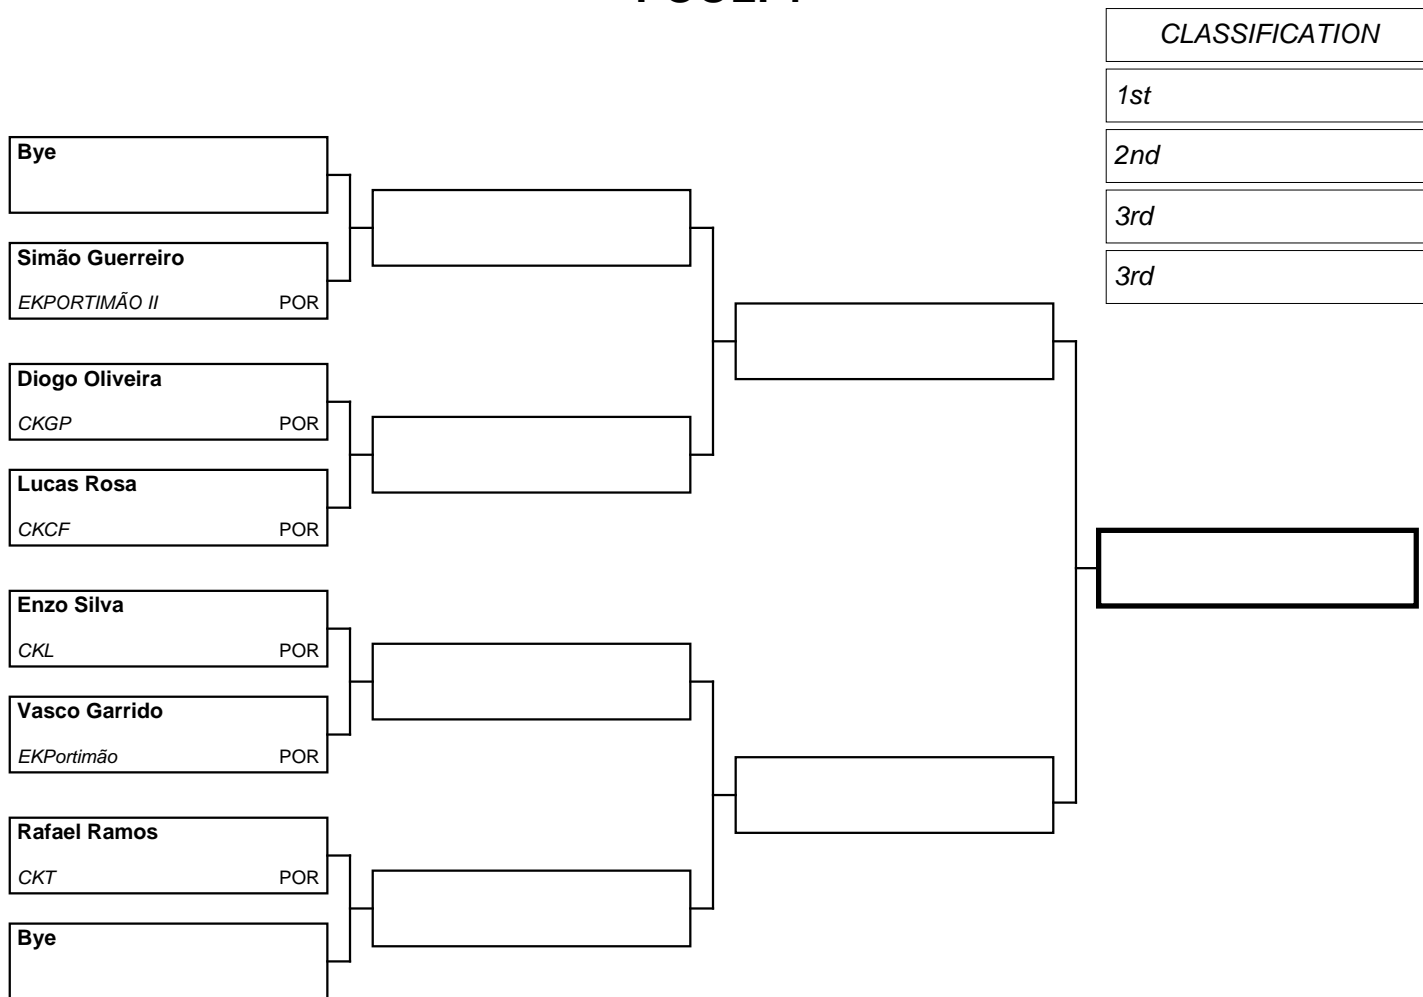 CLASSIFICATION
1st
2nd
3rd
3rd
Bye
Simão Guerreiro
EKPORTIMÃO II POR
Diogo Oliveira
CKGP POR
Lucas Rosa
CKCF POR
Enzo Silva
CKL POR
Vasco Garrido
EKPortimão POR
Rafael Ramos
CKT POR
Bye